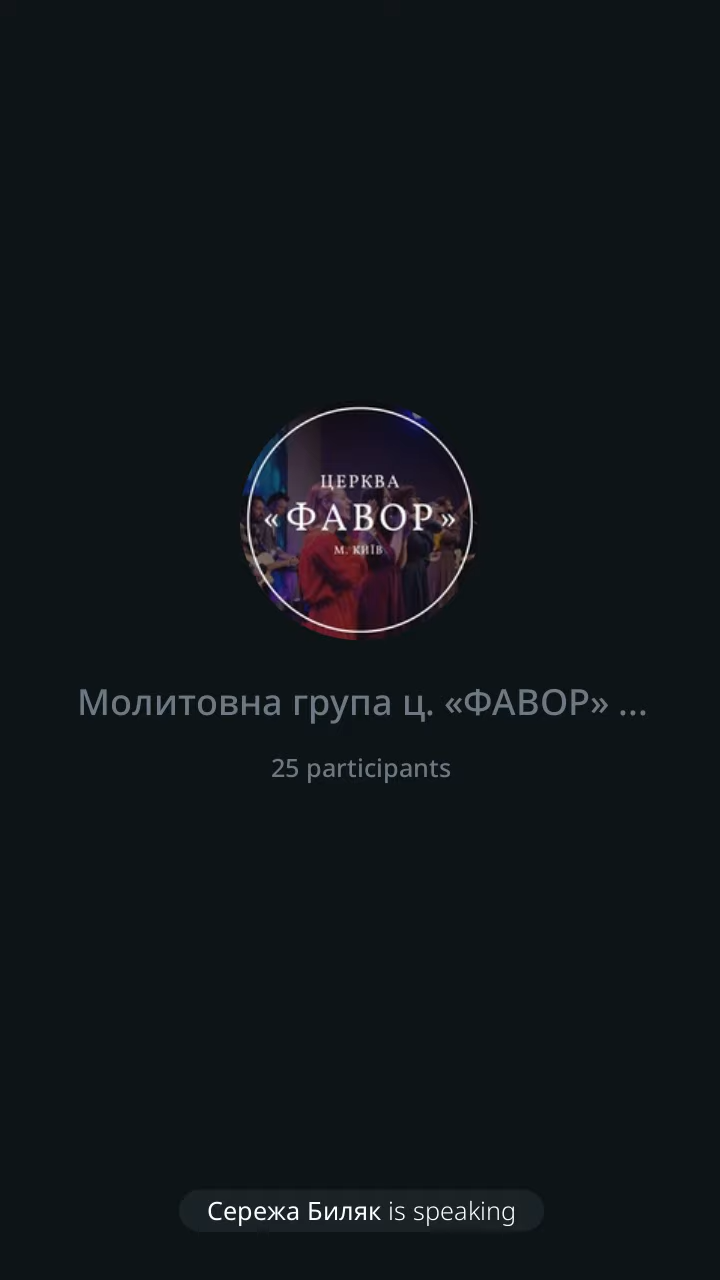 ЦЕРКВА
«ФАВОР»
М. КИЇВ
Молитовна група ц. «ФАВОР» ...
25 participants
Сережа Биляк is speaking